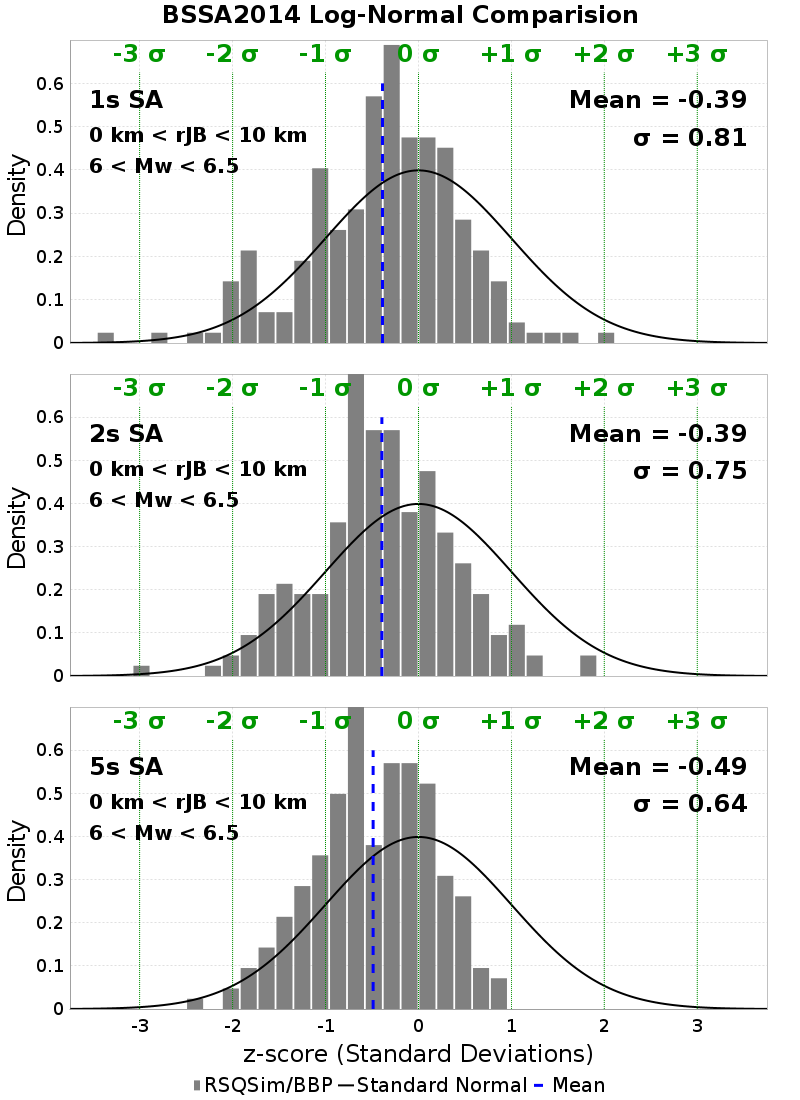 BSSA2014 Log-Normal Comparision
-3 σ -2 σ -1 σ 0 σ +1 σ +2 σ +3 σ
1s SA
Mean = -0.39
0 km < rJB < 10 km
σ = 0.81
6 < Mw < 6.5
Density
0.6
0.5
0.4
0.3
0.2
0.1
0
-3 σ -2 σ -1 σ 0 σ +1 σ +2 σ +3 σ
2s SA
Mean = -0.39
0 km < rJB < 10 km
σ = 0.75
6 < Mw < 6.5
Density
0.6
0.5
0.4
0.3
0.2
0.1
0
-3 σ -2 σ -1 σ 0 σ +1 σ +2 σ +3 σ
5s SA
Mean = -0.49
0 km < rJB < 10 km
σ = 0.64
6 < Mw < 6.5
Density
0.6
0.5
0.4
0.3
0.2
0.1
0
-3 -2 -1 0 1 2 3
z-score (Standard Deviations)
RSQSim/BBP Standard Normal Mean